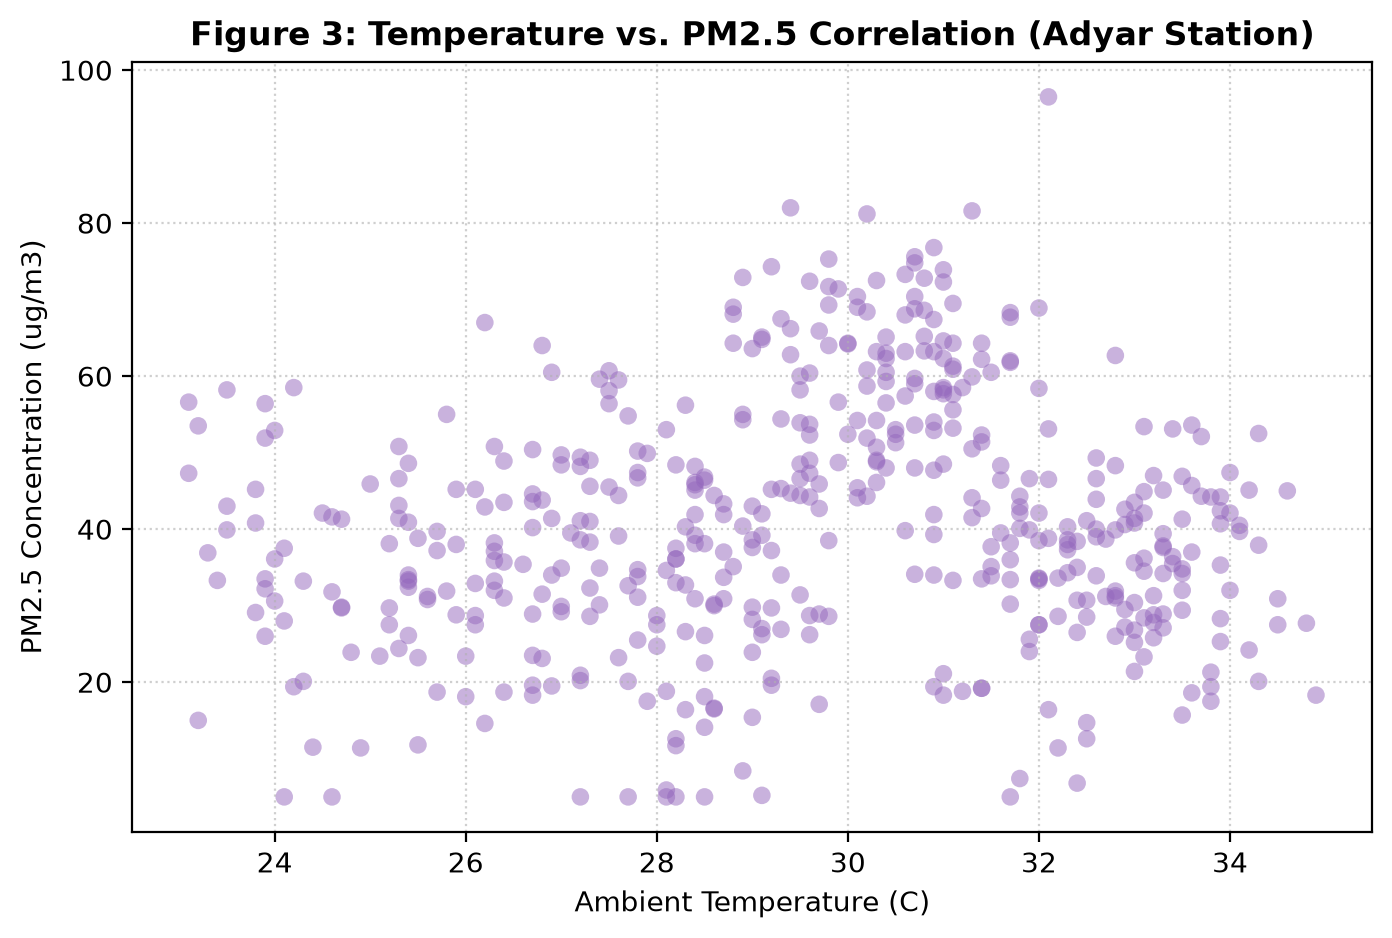 Figure 3: Temperature vs. PM2.5 Correlation (Adyar Station)
100
80
60
40
20
PM2.5 Concentration (ug/m3)
24 26 28 30 32 34
Ambient Temperature (C)